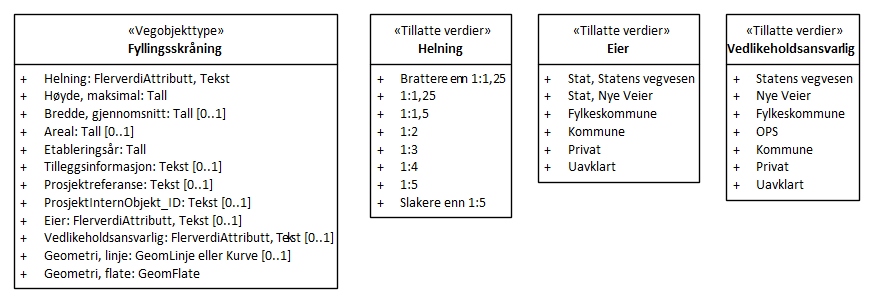 «Vegobjekttype»
Fyllingsskråning
+ Helning: FlerverdiAttributt, Tekst
+ Høyde, maksimal: Tall
+ Bredde, gjennomsnitt: Tall [0..1]
+ Areal: Tall [0..1]
+ Etableringsår: Tall
+ Tilleggsinformasjon: Tekst [0..1]
+ Prosjektreferanse: Tekst [0..1]
+ ProsjektInternObjekt_ID: Tekst [0..1]
+ Eier: FlerverdiAttributt, Tekst [0..1]
+ Vedlikeholdsansvarlig: FlerverdiAttributt, Tekst [0..1]
+ Geometri, linje: GeomLinje eller Kurve [0..1]
+ Geometri, flate: GeomFlate
«Tillatte verdier»
Helning
+ Brattere enn 1:1,25
+ 1:1,25
+ 1:1,5
+ 1:2
+ 1:3
+ 1:4
+ 1:5
+ Slakere enn 1:5
«Tillatte verdier»
Eier
+ Stat, Statens vegvesen
+ Stat, Nye Veier
+ Fylkeskommune
+ Kommune
+ Privat
+ Uavklart
«Tillatte verdier»
Vedlikeholdsansvarlig
+ Statens vegvesen
+ Nye Veier
+ Fylkeskommune
+ OPS
+ Kommune
+ Privat
+ Uavklart